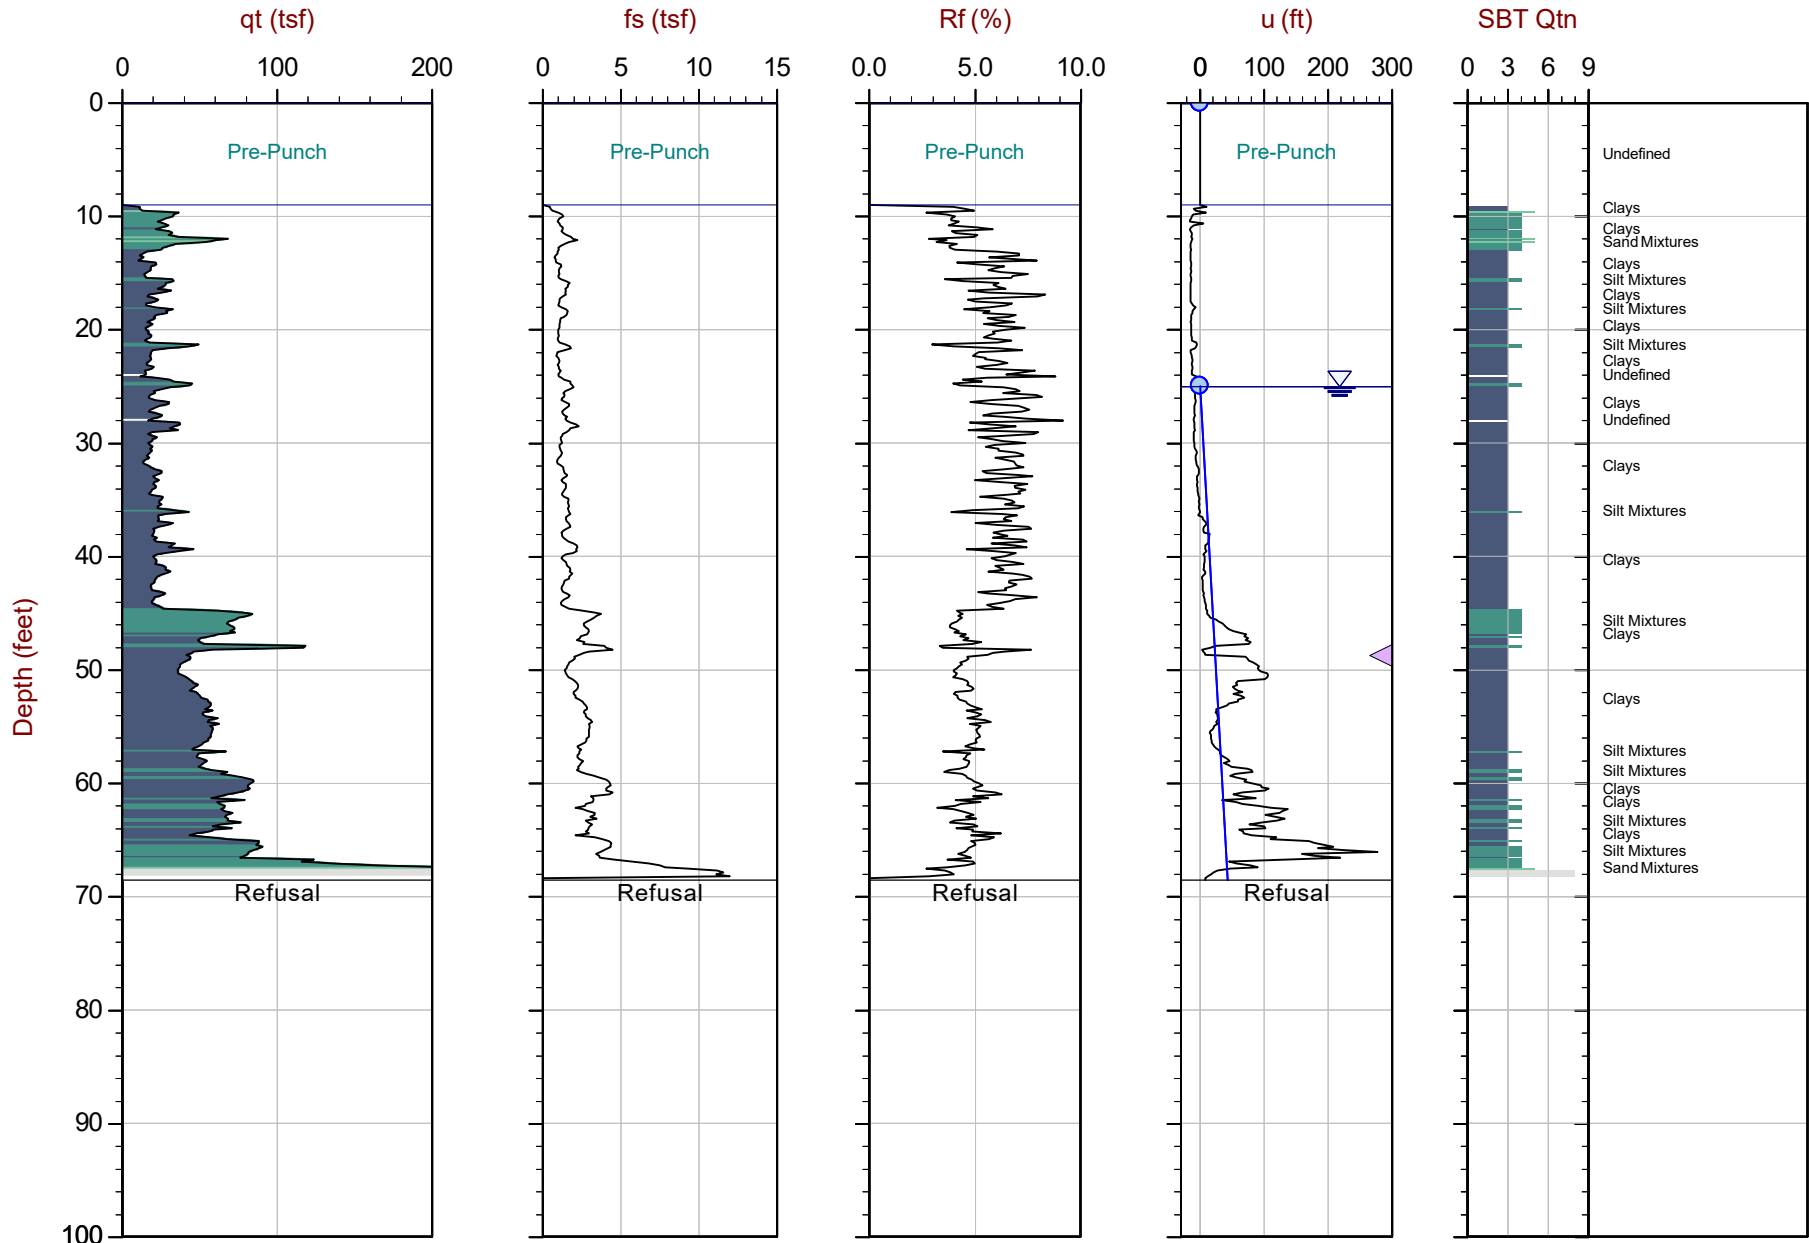 qt (tsf) fs (tsf) Rf (%) u (ft) SBT Qtn
0 100 200 0 5 10 15 0.0 5.0 10.0 0 100 200 300 0 3 6 9
0
Pre-Punch Pre-Punch Pre-Punch Pre-Punch Undefined
Clays
10
Clays
Sand Mixtures
Clays
Silt Mixtures
Clays
Silt Mixtures
Clays
20
Silt Mixtures
Clays
Undefined
Clays
Undefined
30
Clays
Silt Mixtures
40
Clays
Silt Mixtures
Clays
50
Depth (feet)
Clays
Silt Mixtures
Silt Mixtures
60
Clays
Clays
Silt Mixtures
Clays
Silt Mixtures
Sand Mixtures
Refusal Refusal Refusal Refusal
70
80
90
100